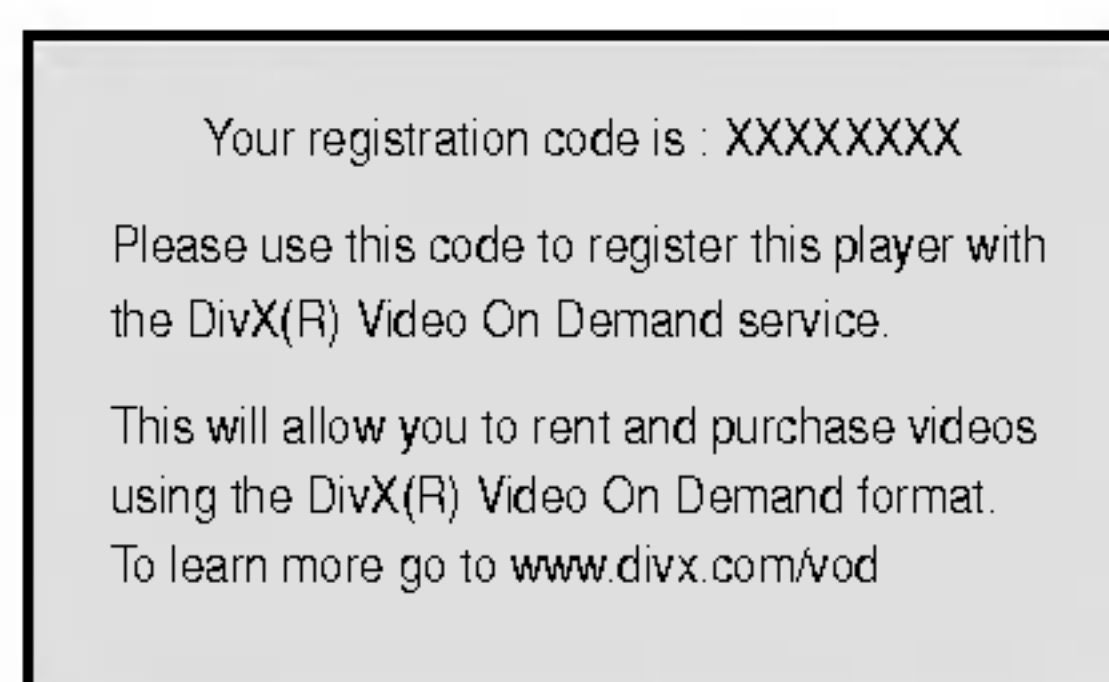 Your registration code is : XXXXXXXX
Please use this code to register this player with
the DivX(R) Video On Demand service.
This will allow you to rent and purchase videos
using the DivX(R) Video On Demand format.
To learn more go to www.divx.com/vod